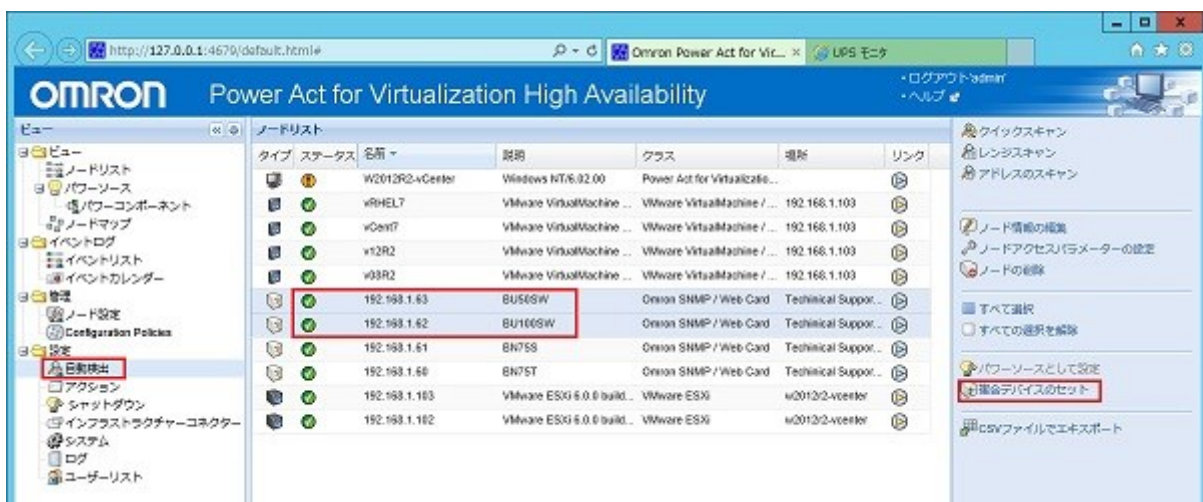 http://127.0.0.1:4679/default.html#
Omron Power Act for Vir...
UPS モニタ
OMRON Power Act for Virtualization High Availability
ログアウト'admin'
ヘルプ
ビュー
ビュー
ノードリスト
パワーソース
パワーコンポーネント
ノードマップ
イベントログ
イベントリスト
イベントカレンダー
管理
ノード設定
Configuration Policies
設定
自動検出
アクション
シャットダウン
インフラストラクチャーコネクター
システム
ログ
ユーザーリスト
ノードリスト
タイプ ステータス 名前 説明 クラス 場所 リンク
W2012R2-vCenter Windows NT/6.02.00 Power Act for Virtualizatio...
vRHEL7 VMware VirtualMachine ... VMware VirtualMachine / ... 192.168.1.103
vCent7 VMware VirtualMachine ... VMware VirtualMachine / ... 192.168.1.103
v12R2 VMware VirtualMachine ... VMware VirtualMachine / ... 192.168.1.103
v08R2 VMware VirtualMachine ... VMware VirtualMachine / ... 192.168.1.103
192.168.1.63 BU50SW Omron SNMP / Web Card Techinical Suppor...
192.168.1.62 BU100SW Omron SNMP / Web Card Techinical Suppor...
192.168.1.61 BN75S Omron SNMP / Web Card Techinical Suppor...
192.168.1.60 BN75T Omron SNMP / Web Card Techinical Suppor...
192.168.1.103 VMware ESXi 6.0.0 build... VMware ESXi w2012r2-vcenter
192.168.1.102 VMware ESXi 6.0.0 build... VMware ESXi w2012r2-vcenter
クイックスキャン
レンジスキャン
アドレスのスキャン
ノード情報の編集
ノードアクセスパラメーターの設定
ノードの削除
すべて選択
すべての選択を解除
パワーソースとして設定
複合デバイスのセット
CSVファイルでエキスポート